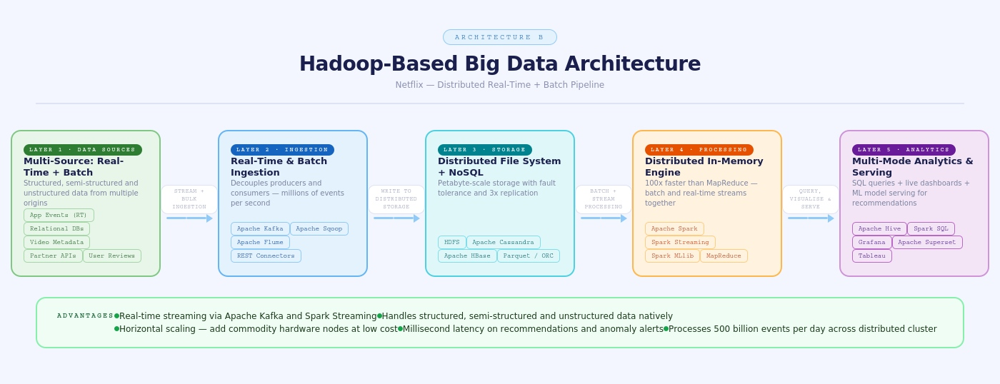 ARCHITECTURE B
Hadoop-Based Big Data Architecture
Netflix — Distributed Real-Time + Batch Pipeline
LAYER 1 · DATA SOURCES
Multi-Source: Real-
Time + Batch
Structured, semi-structured and
unstructured data from multiple
origins
App Events (RT)
Relational DBs
Video Metadata
Partner APIs User Reviews
STREAM +
BULK
INGESTION
LAYER 2 · INGESTION
Real-Time & Batch
Ingestion
Decouples producers and
consumers — millions of events
per second
Apache Kafka Apache Sqoop
Apache Flume
REST Connectors
WRITE TO
DISTRIBUTED
STORAGE
LAYER 3 · STORAGE
Distributed File System
+ NoSQL
Petabyte-scale storage with fault
tolerance and 3x replication
HDFS Apache Cassandra
Apache HBase Parquet / ORC
BATCH +
STREAM
PROCESSING
LAYER 4 · PROCESSING
Distributed In-Memory
Engine
100x faster than MapReduce —
batch and real-time streams
together
Apache Spark
Spark Streaming
Spark MLlib MapReduce
QUERY,
VISUALISE &
SERVE
LAYER 5 · ANALYTICS
Multi-Mode Analytics &
Serving
SQL queries + live dashboards +
ML model serving for
recommendations
Apache Hive Spark SQL
Grafana Apache Superset
Tableau
ADVANTAGES ●Real-time streaming via Apache Kafka and Spark Streaming ●Handles structured, semi-structured and unstructured data natively
●Horizontal scaling — add commodity hardware nodes at low cost ●Millisecond latency on recommendations and anomaly alerts ●Processes 500 billion events per day across distributed cluster